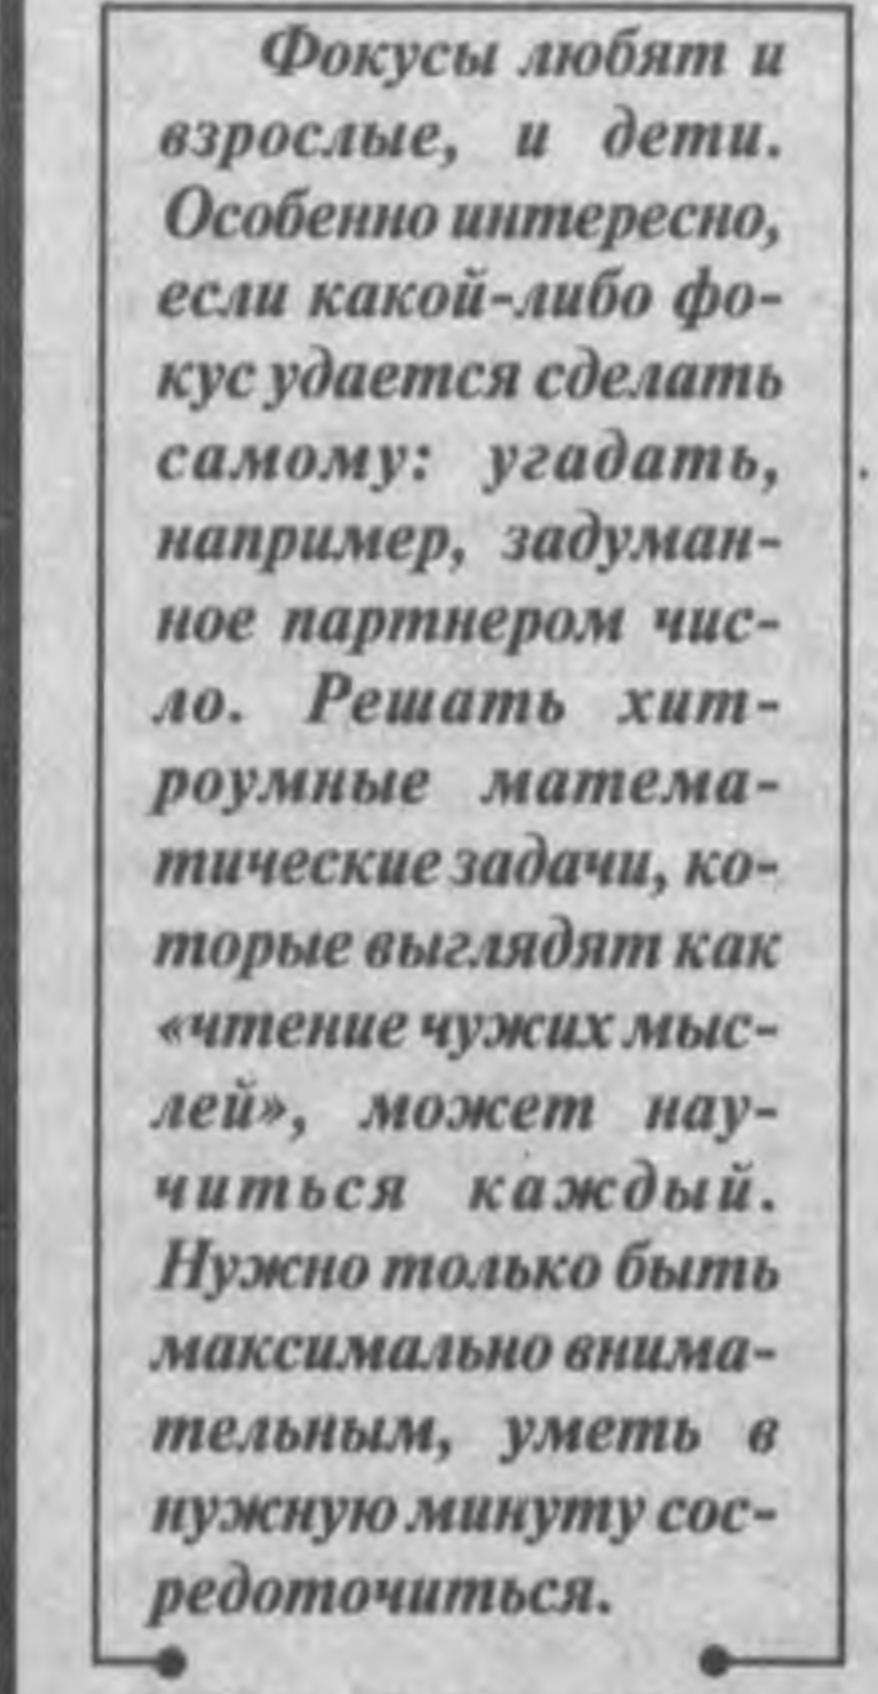 Фокусы любят и
взрослые, и дети.
Особенно интересно,
если какой-либо фо-
кус удается сделать
самому: угадать,
например, задуман-
ное партнером чис-
ло. Решать хит-
роумные матема-
тические задачи, ко-
торые выглядят как
«чтение чужих мыс-
лей», может нау-
читься каждый.
Нужно только быть
максимально внима-
тельным, уметь в
нужную минуту сос-
редоточиться.